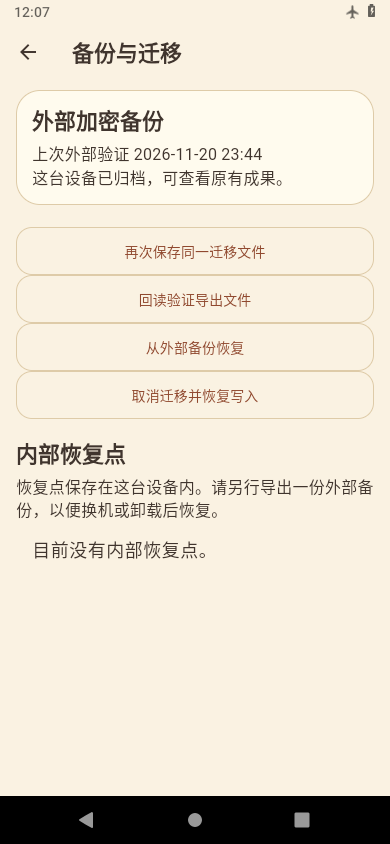 12:07
备份与迁移
外部加密备份
上次外部验证 2026-11-20 23:44
这台设备已归档，可查看原有成果。
再次保存同一迁移文件
回读验证导出文件
从外部备份恢复
取消迁移并恢复写入
内部恢复点
恢复点保存在这台设备内。请另行导出一份外部备
份，以便换机或卸载后恢复。
目前没有内部恢复点。